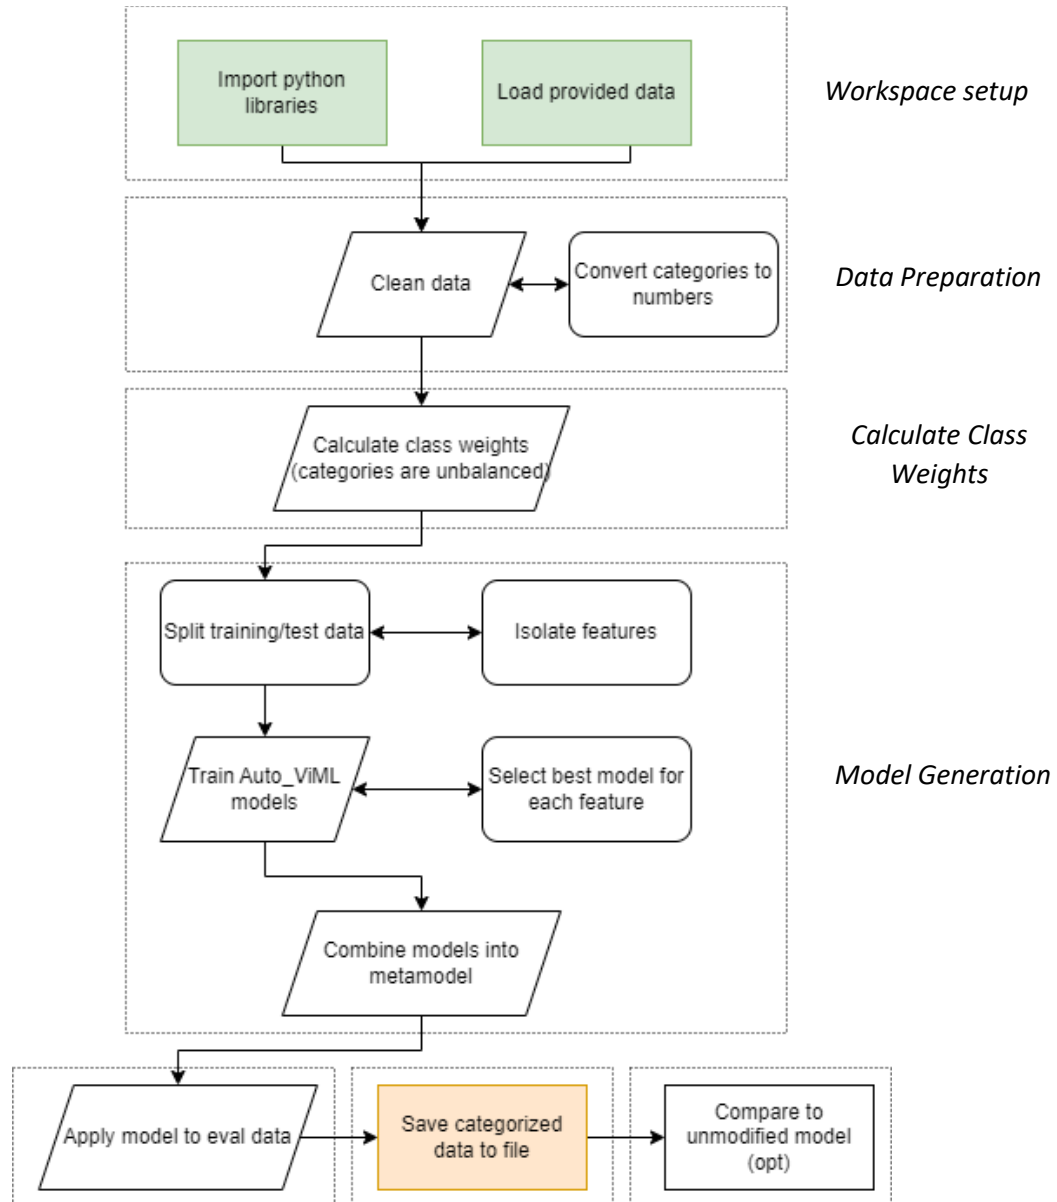 Import python
libraries
Load provided data
Workspace setup
Clean data
Convert categories to
numbers
Data Preparation
Calculate class weights
(categories are unbalanced)
Calculate Class
Weights
Split training/test data
Isolate features
Train Auto_ViML
models
Select best model for
each feature
Model Generation
Combine models into
metamodel
Apply model to eval data
Save categorized
data to file
Compare to
unmodified model
(opt)